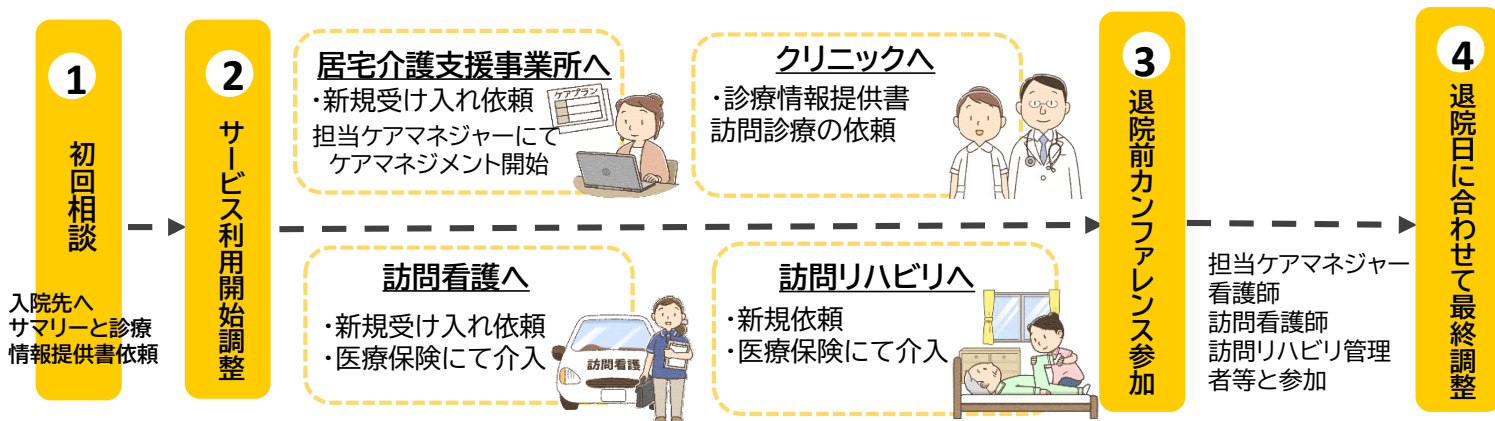 1
初回相談
入院先へ
サマリーと診療
情報提供書依頼
2
サービス利用開始調整
居宅介護支援事業所へ
・新規受け入れ依頼
担当ケアマネジャーにて
ケアマネジメント開始
ケアプラン
クリニックへ
・診療情報提供書
訪問診療の依頼
訪問看護へ
・新規受け入れ依頼
・医療保険にて介入
訪問看護
訪問リハビリへ
・新規依頼
・医療保険にて介入
3
退院前カンファレンス参加
担当ケアマネジャー
看護師
訪問看護師
訪問リハビリ管理
者等と参加
4
退院日に合わせて最終調整